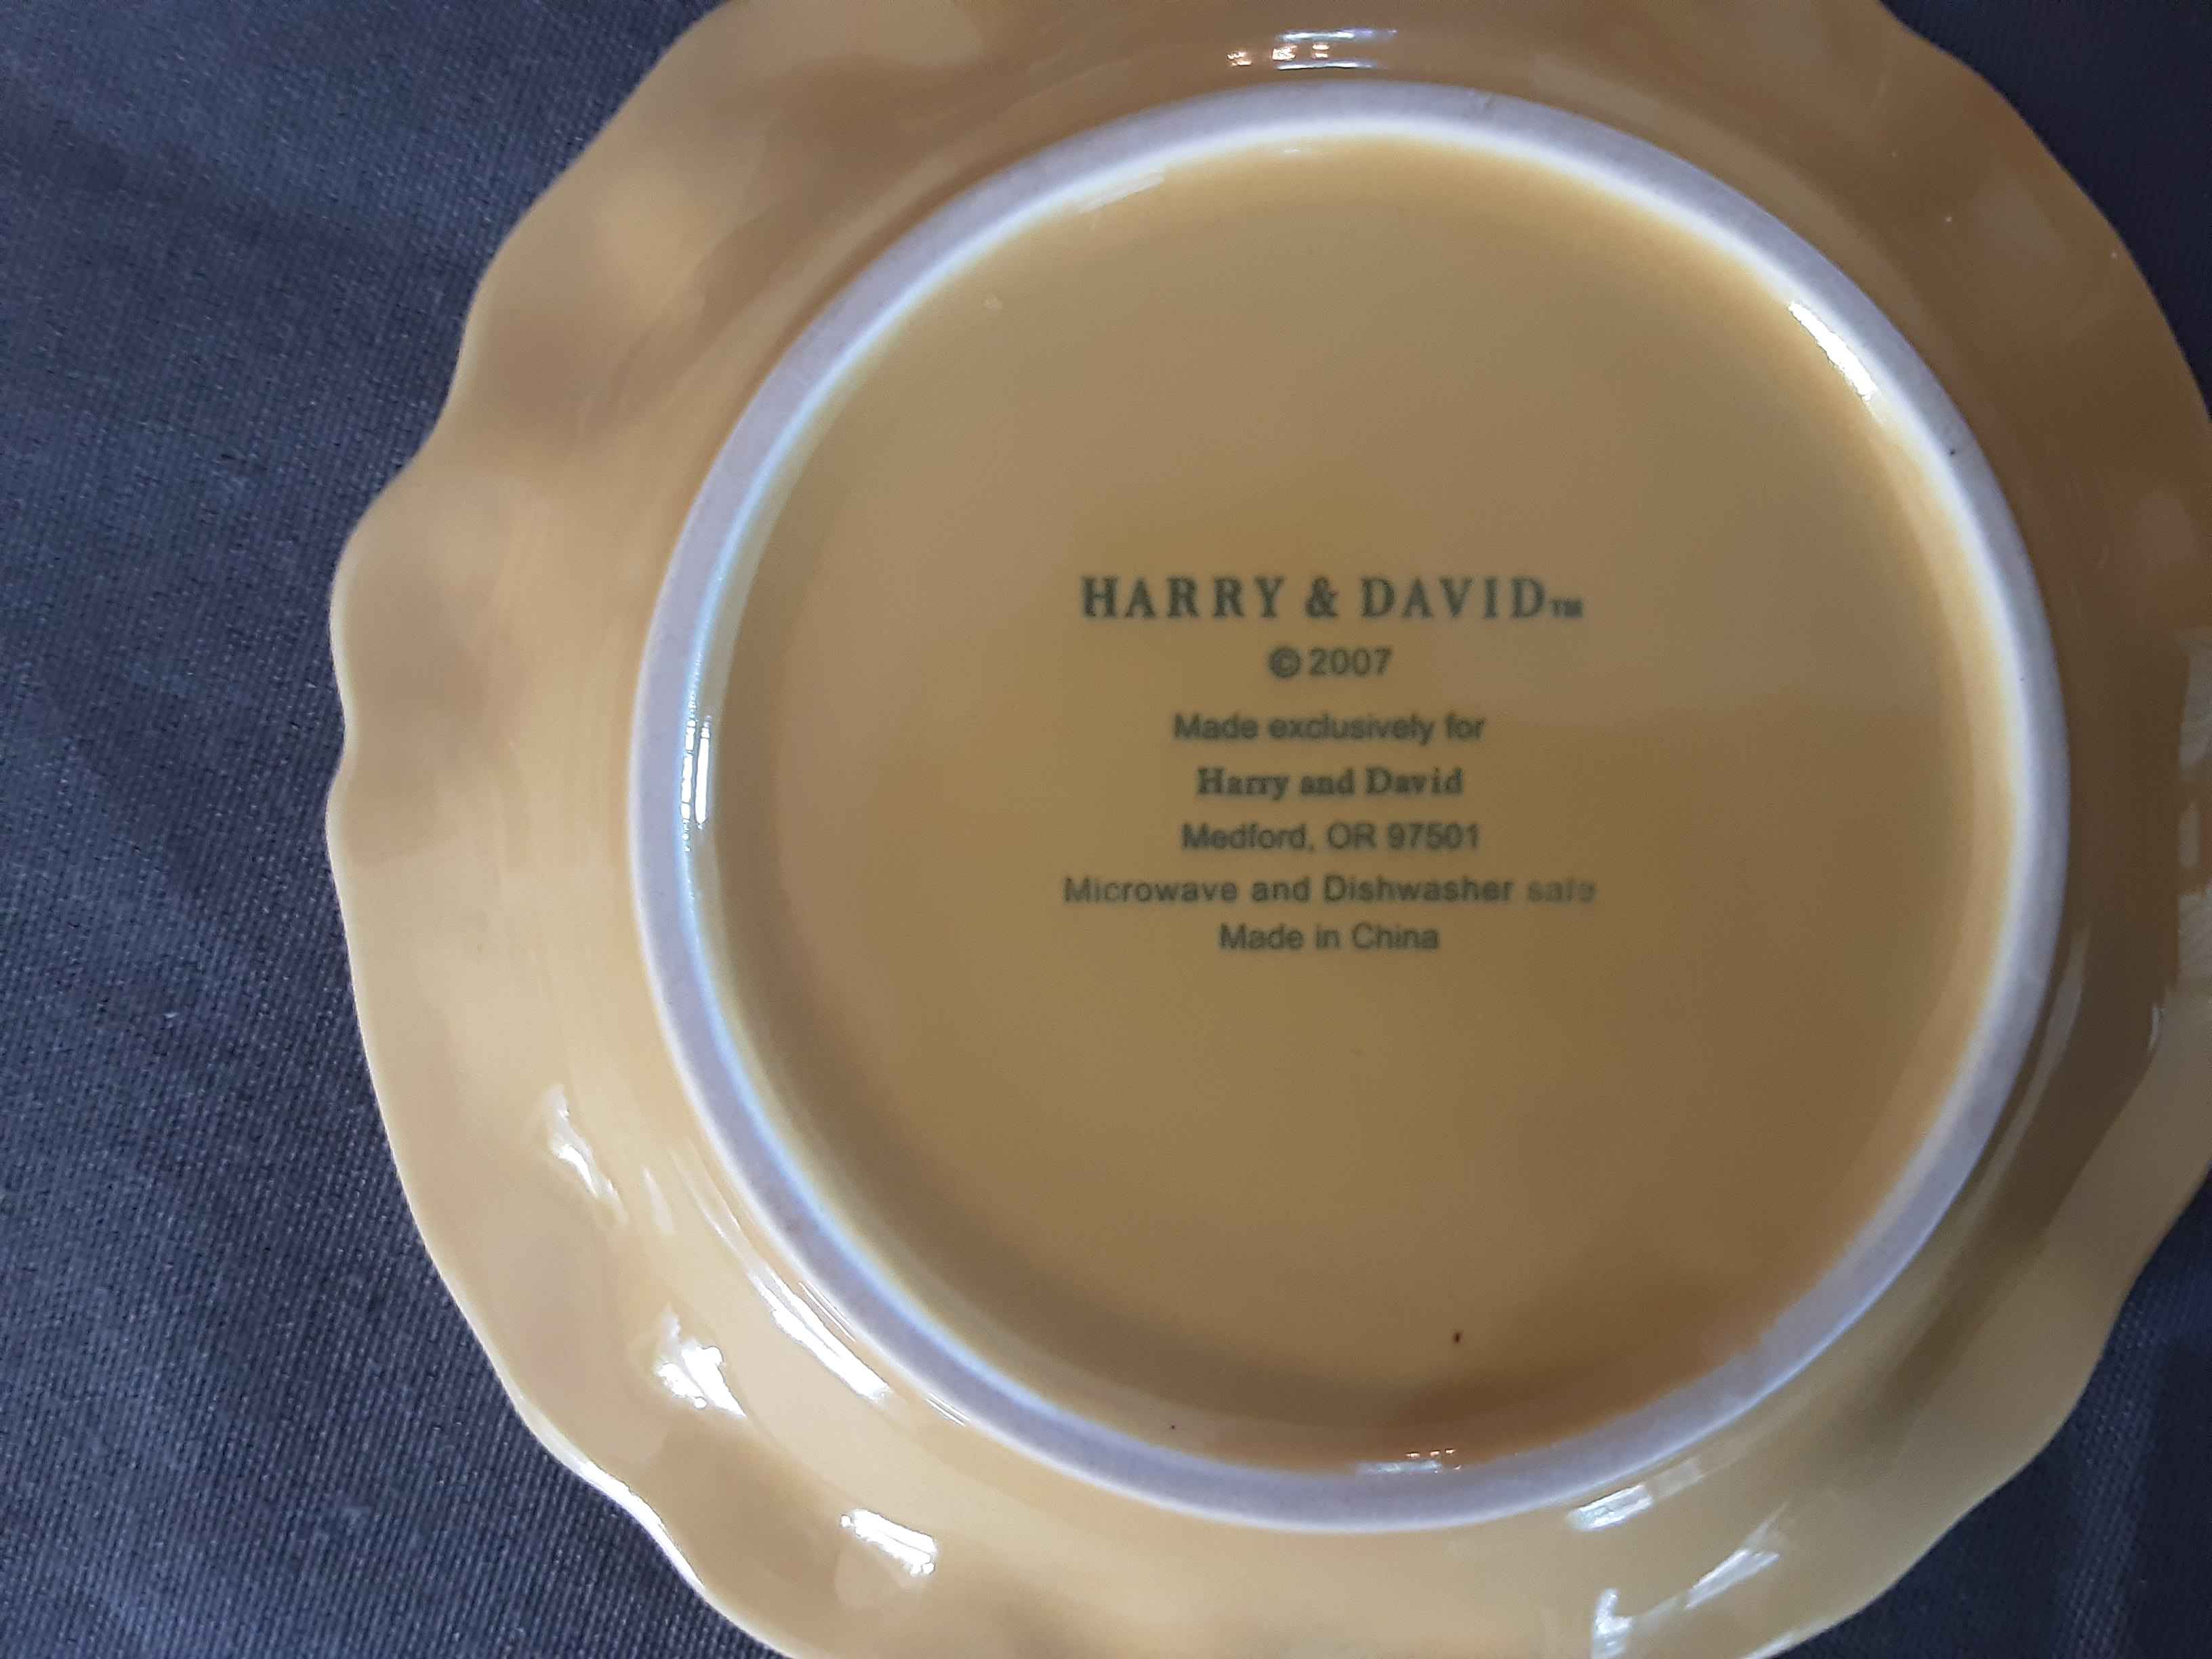 HARRY & DAVID™
© 2007
Made exclusively for
Harry and David
Medford, OR 97501
Microwave and Dishwasher safe
Made in China